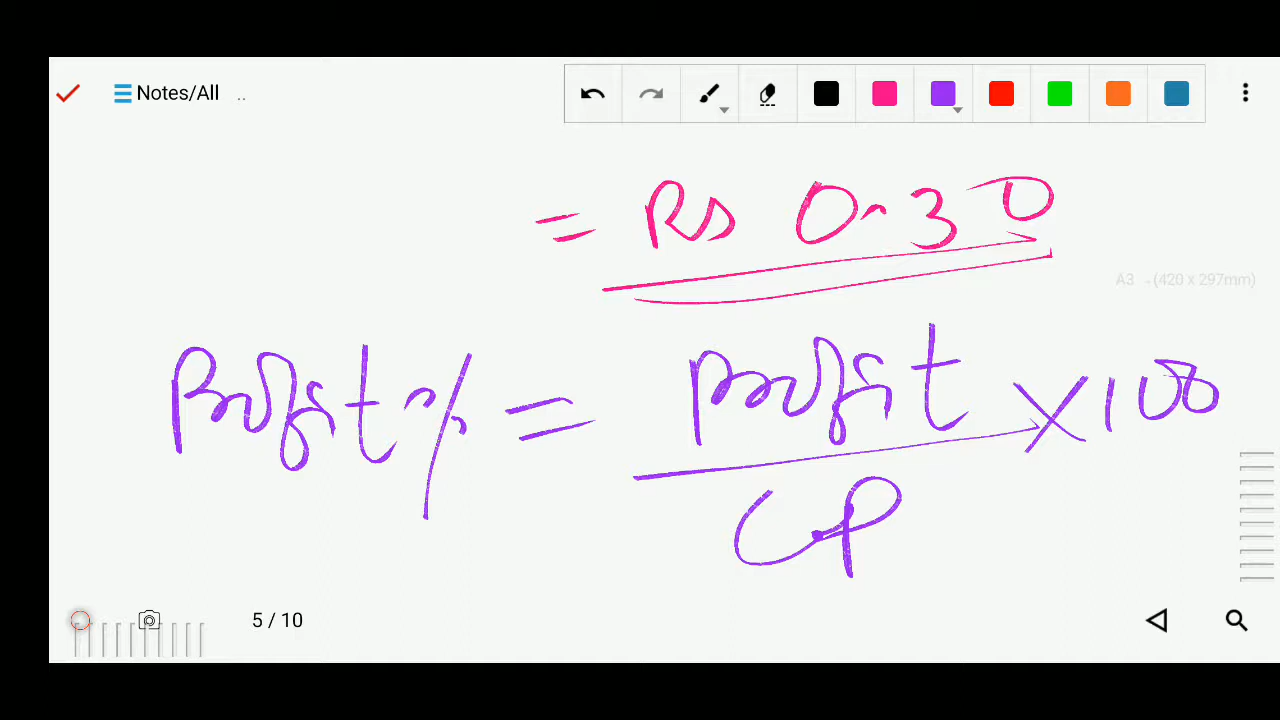 Notes/All ..
= Rs 0.30
A3 - (420 x 297mm)
Profit % = Profit × 100
CP
5 / 10